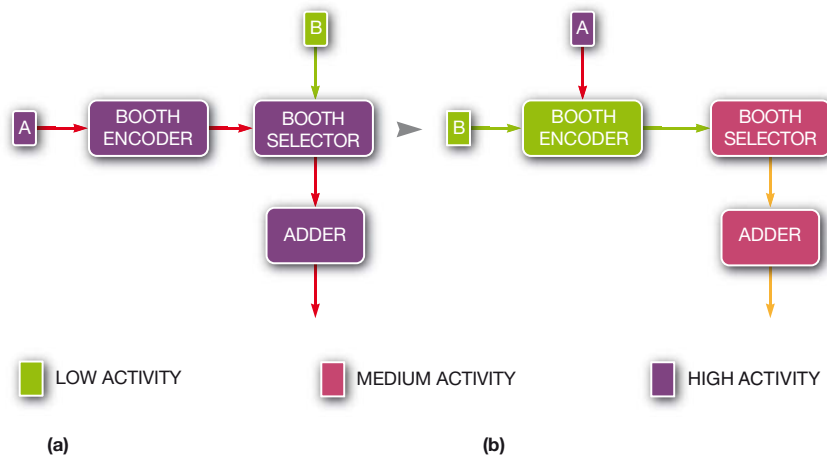 B
A
BOOTH
ENCODER
BOOTH
SELECTOR
ADDER
A
B
BOOTH
ENCODER
BOOTH
SELECTOR
ADDER
LOW ACTIVITY
MEDIUM ACTIVITY
HIGH ACTIVITY
(a)
(b)